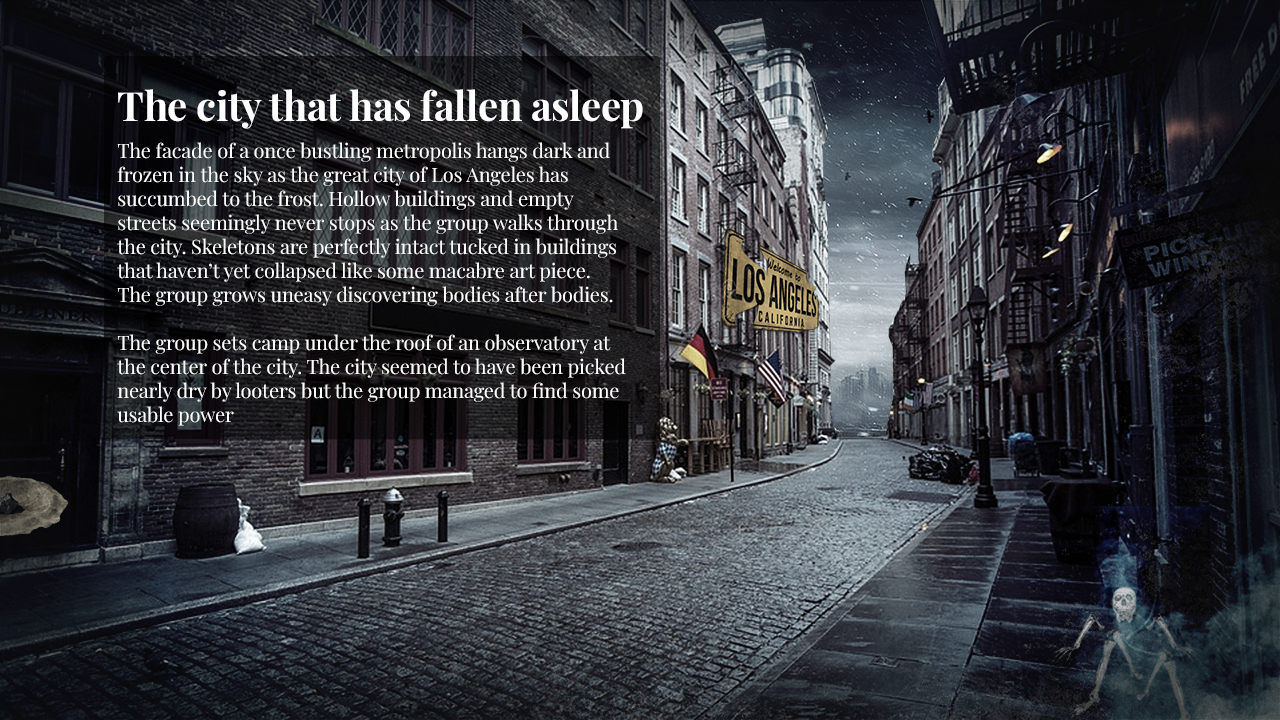 The city that has fallen asleep
The facade of a once bustling metropolis hangs dark and
frozen in the sky as the great city of Los Angeles has
succumbed to the frost. Hollow buildings and empty
streets seemingly never stops as the group walks through
the city. Skeletons are perfectly intact tucked in buildings
that haven’t yet collapsed like some macabre art piece.
The group grows uneasy discovering bodies after bodies.
The group sets camp under the roof of an observatory at
the center of the city. The city seemed to have been picked
nearly dry by looters but the group managed to find some
usable power
Welcome to
LOS ANGELES
CALIFORNIA
FREE D
PICK-UP
WIND
A